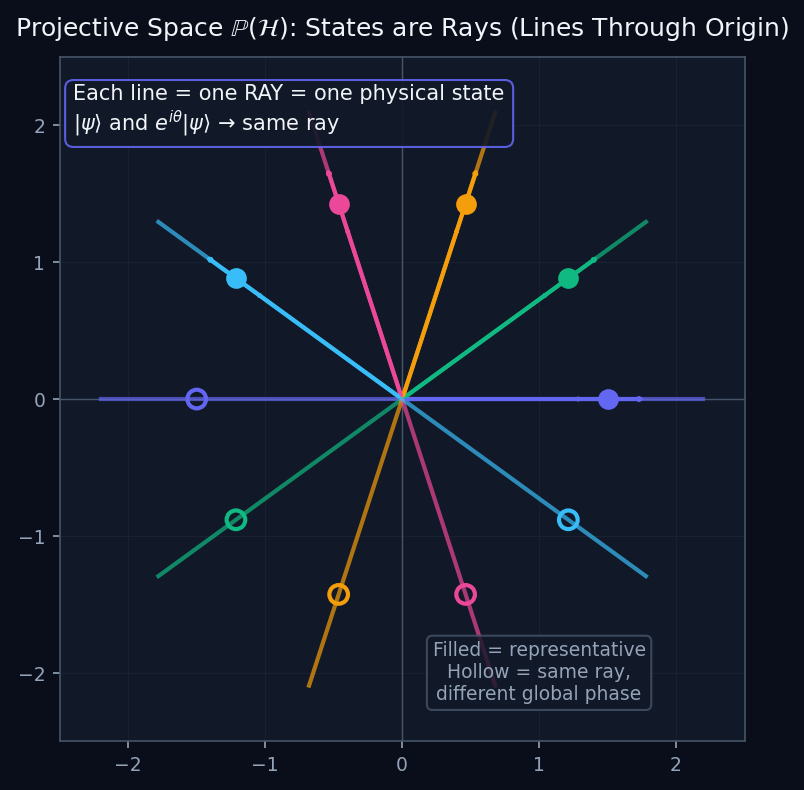 Projective Space ℙ(ℋ): States are Rays (Lines Through Origin)
Each line = one RAY = one physical state
|ψ⟩ and e^{iθ}|ψ⟩ → same ray
2
1
0
−1
−2
Filled = representative
Hollow = same ray,
different global phase
−2
−1
0
1
2